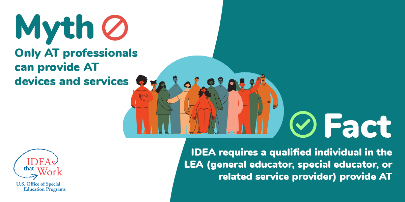 Myth
Only AT professionals
can provide AT
devices and services
Fact
IDEA requires a qualified individual in the
LEA (general educator, special educator, or
related service provider) provide AT
IDEA
that
Work
U.S. Office of Special
Education Programs